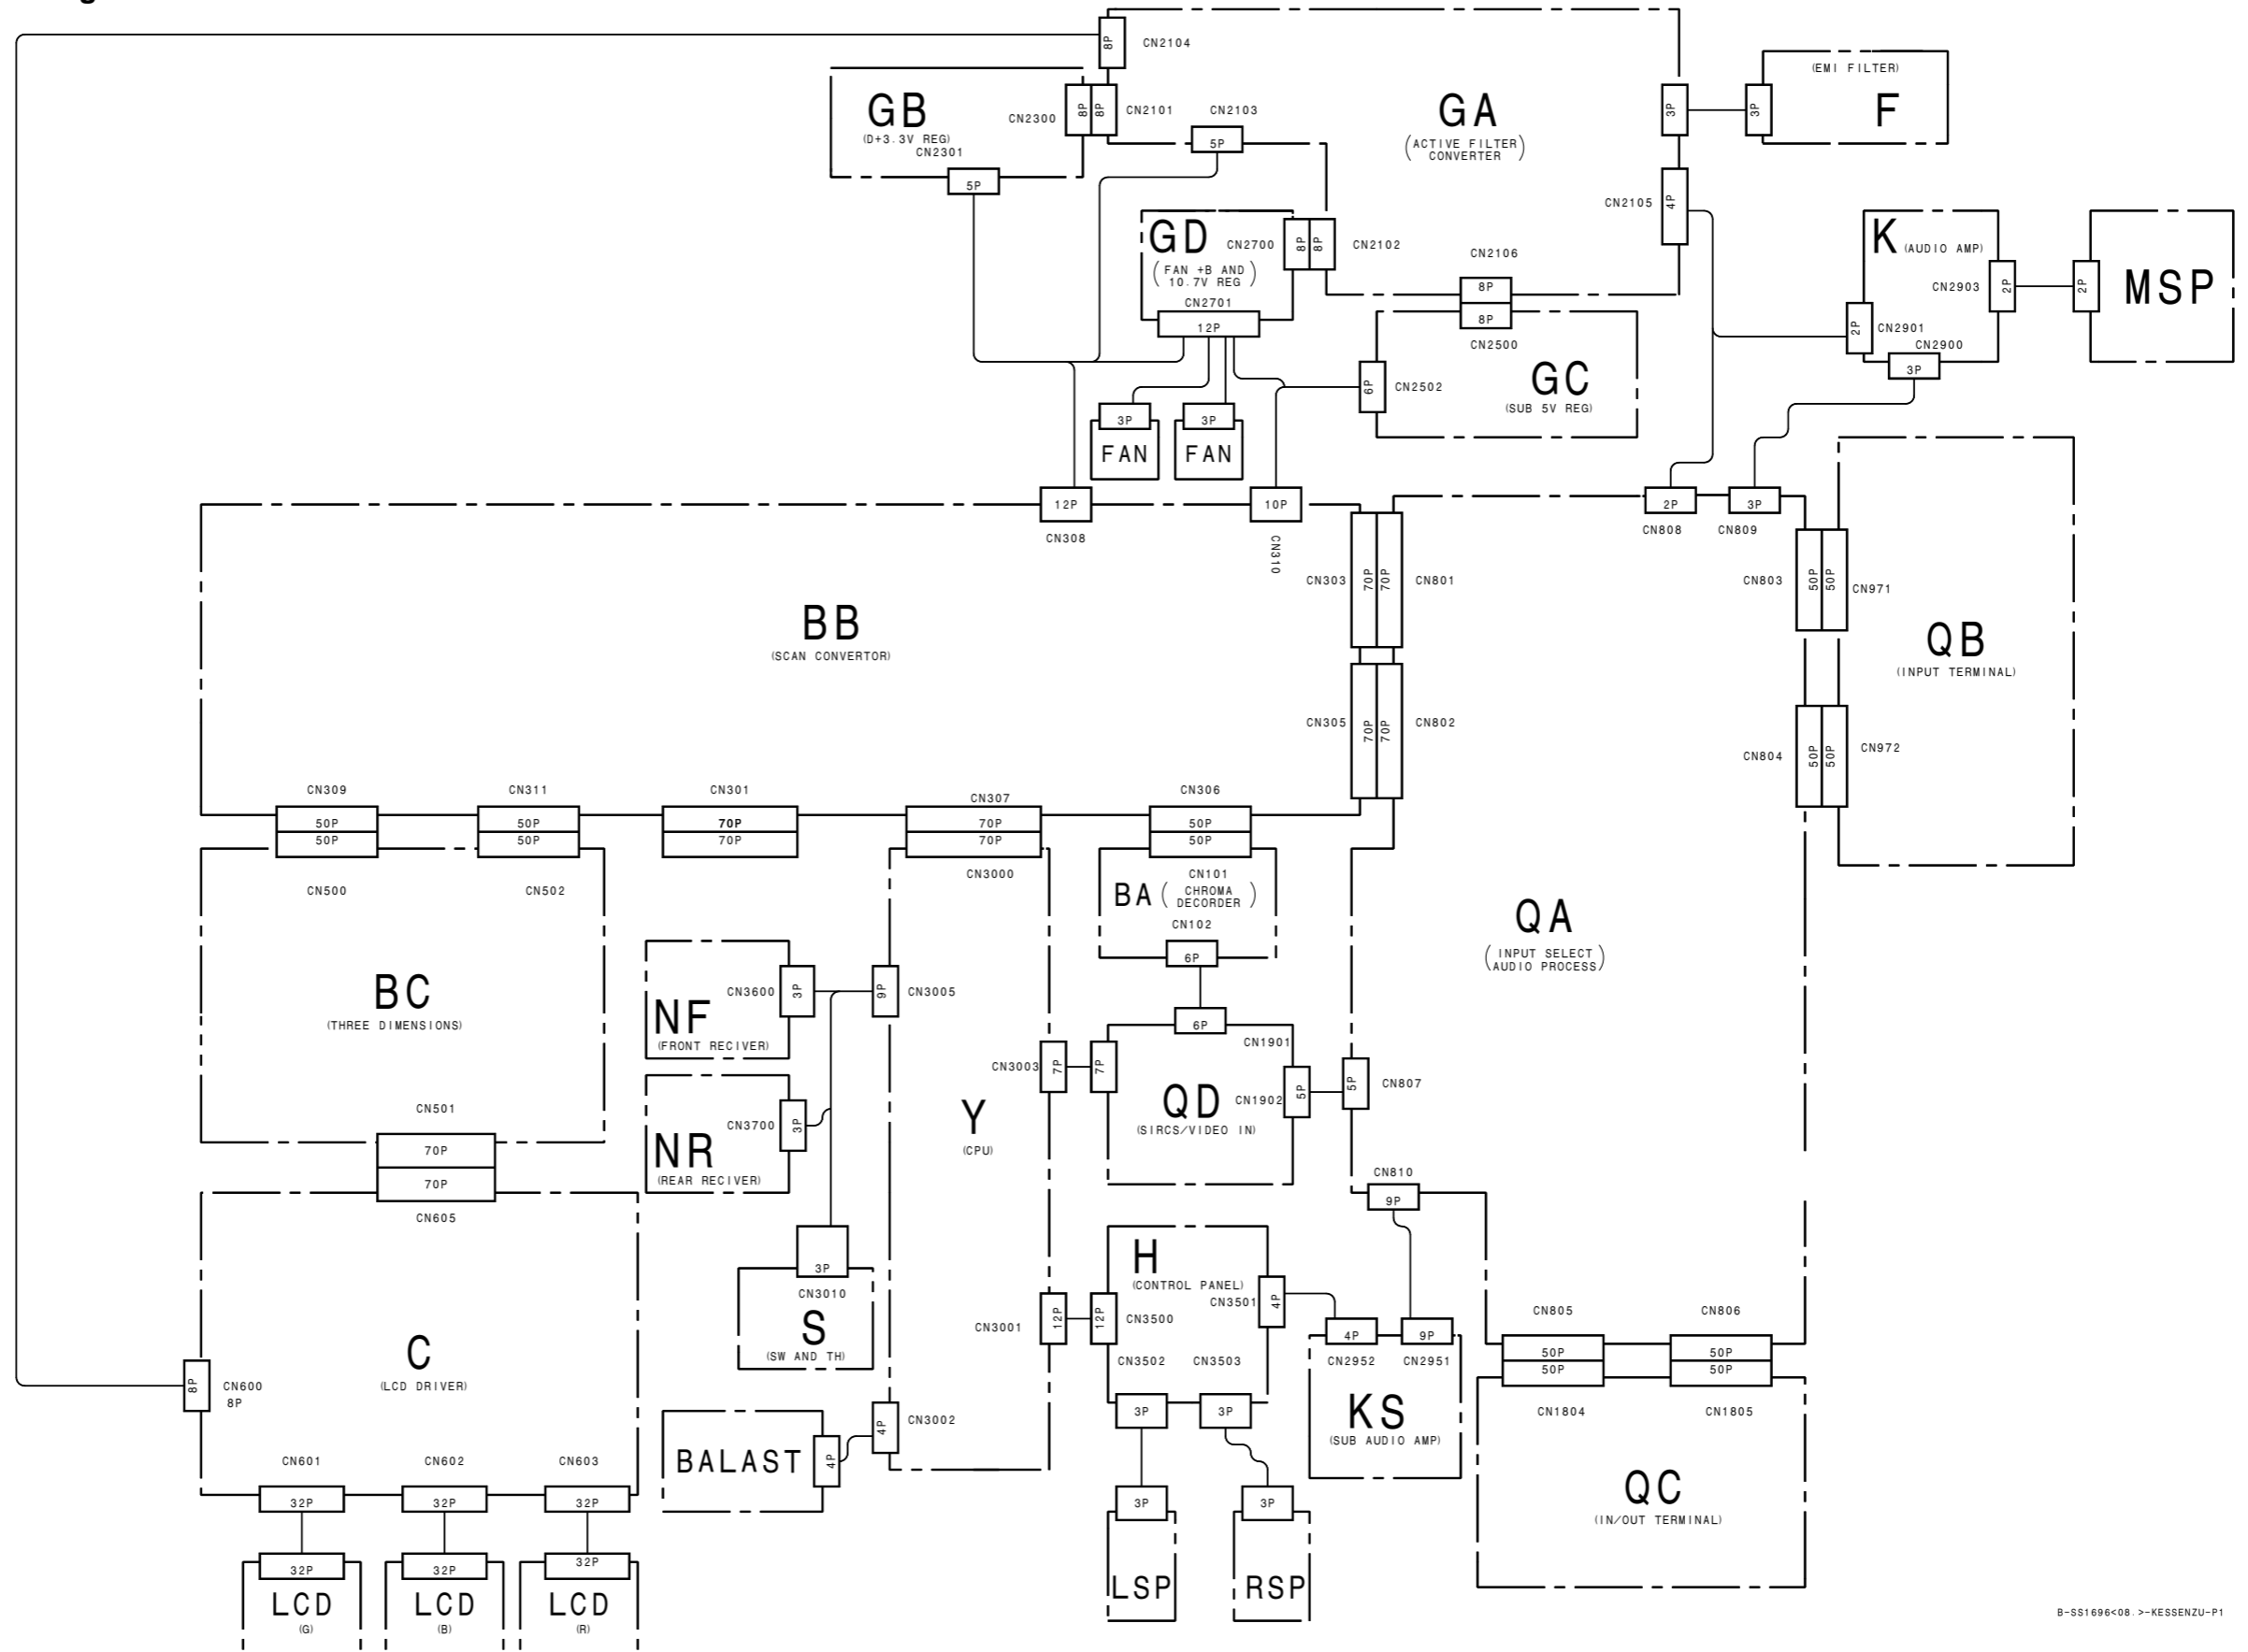 8P
CN2104
GB
(D+3.3V REG)
CN2301
5P
CN2300
8P
8P
CN2101
CN2103
5P
GA
(ACTIVE FILTER
CONVERTER)
3P
3P
(EMI FILTER)
F
CN2105
4P
GD
(FAN +B AND
10.7V REG)
CN2700
8P
8P
CN2102
CN2701
12P
CN2106
8P
8P
CN2500
K
(AUDIO AMP)
CN2903
2P
2P
MSP
2P
CN2901
CN2900
3P
6P
CN2502
GC
(SUB 5V REG)
3P
FAN
3P
FAN
12P
CN308
10P
CN310
2P
CN808
3P
CN809
BB
(SCAN CONVERTOR)
CN303
70P
70P
CN801
CN803
50P
50P
CN971
QB
(INPUT TERMINAL)
CN305
70P
70P
CN802
CN804
50P
50P
CN972
CN309
50P
50P
CN500
CN311
50P
50P
CN502
CN301
70P
70P
CN307
70P
70P
CN3000
CN306
50P
50P
CN101
BA
(CHROMA
DECORDER)
CN102
6P
QA
(INPUT SELECT
AUDIO PROCESS)
BC
(THREE DIMENSIONS)
CN3600
3P
NF
(FRONT RECIVER)
9P
CN3005
6P
CN1901
CN3003
7P
7P
QD
(SIRCS/VIDEO IN)
CN1902
5P
5P
CN807
CN501
70P
70P
CN605
CN3700
3P
NR
(REAR RECIVER)
Y
(CPU)
CN810
9P
3P
CN3010
S
(SW AND TH)
H
(CONTROL PANEL)
CN3501
4P
CN3001
12P
12P
CN3500
CN3502
CN3503
4P
CN2952
9P
CN2951
CN805
50P
50P
CN1804
CN806
50P
50P
CN1805
C
(LCD DRIVER)
8P
CN600
8P
3P
3P
KS
(SUB AUDIO AMP)
CN3002
4P
BALAST
4P
CN601
32P
CN602
32P
CN603
32P
3P
LSP
3P
RSP
QC
(IN/OUT TERMINAL)
32P
LCD
(G)
32P
LCD
(B)
32P
LCD
(R)
B-SS1696<08.>-KESSENZU-P1